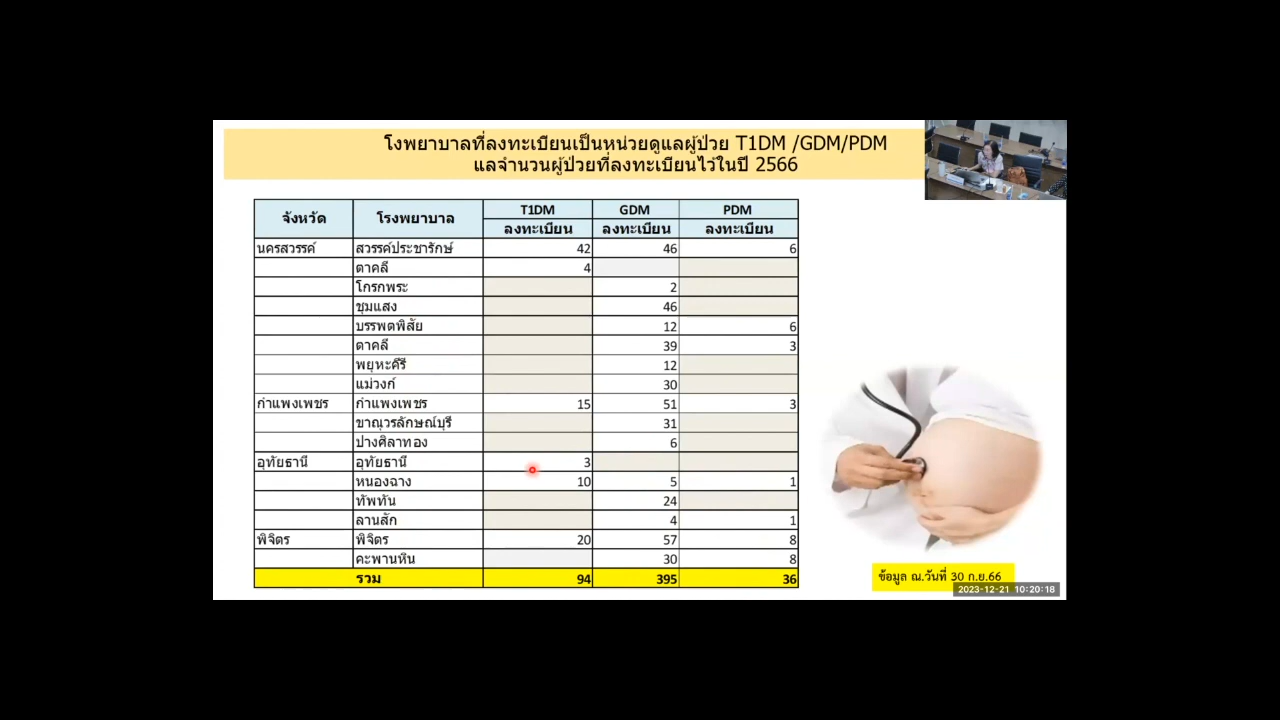 โงพยาบาลที่ลงทะเบียนเป็นหน่วยดูแลผู้ป่วย T1DM /GDM/PDM
แลจำนวนผู้ป่วยที่ลงทะเบียนไว้ในปี 2566
จังหวัด โรงพยาบาล T1DM GDM PDM
ลงทะเบียน ลงทะเบียน ลงทะเบียน
นครสวรรค์ สวรรค์ประชารักษ์ 42 46 6
ตาคลี 4
โกรกพระ 2
ชุมแสง 46
บรรพตพิสัย 12 6
ตาคลี 39 3
พยุหะคีรี 12
แม่วงก์ 30
กำแพงเพชร กำแพงเพชร 15 51 3
ขาณุวรลักษณ์บุรี 31
ปางศิลาทอง 6
อุทัยธานี อุทัยธานี 3
หนองฉาง 10 5 1
ทัพทัน 24
ลานสัก 4 1
พิจิตร พิจิตร 20 57 8
ตะพานหิน 30 8
รวม 94 395 36
ข้อมูล ณ.วันที่ 30 ก.ย.66
2023-12-21 10:20:18